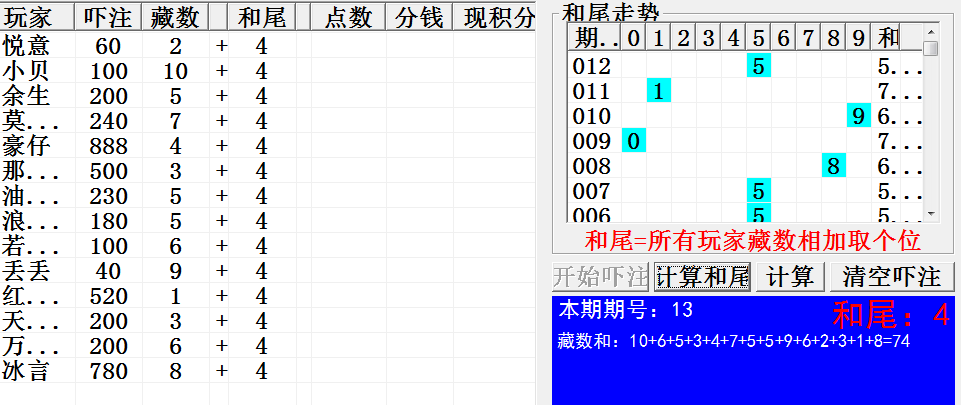 玩家 吓注 藏数 和尾 点数 分钱 现积分
悦意 60 2 + 4
小贝 100 10 + 4
余生 200 5 + 4
莫... 240 7 + 4
豪仔 888 4 + 4
那... 500 3 + 4
油... 230 5 + 4
浪... 180 5 + 4
若... 100 6 + 4
丢丢 40 9 + 4
红... 520 1 + 4
天... 200 3 + 4
万... 200 6 + 4
冰言 780 8 + 4
和尾走势
期.. 0 1 2 3 4 5 6 7 8 9 和
012 5 5...
011 1 7...
010 9 6...
009 0 7...
008 8 6...
007 5 5...
006 5 5...
和尾=所有玩家藏数相加取个位
开始吓注 计算和尾 计算 清空吓注
本期期号：13 和尾：4
藏数和：10+6+5+3+4+7+5+5+9+6+2+3+1+8=74